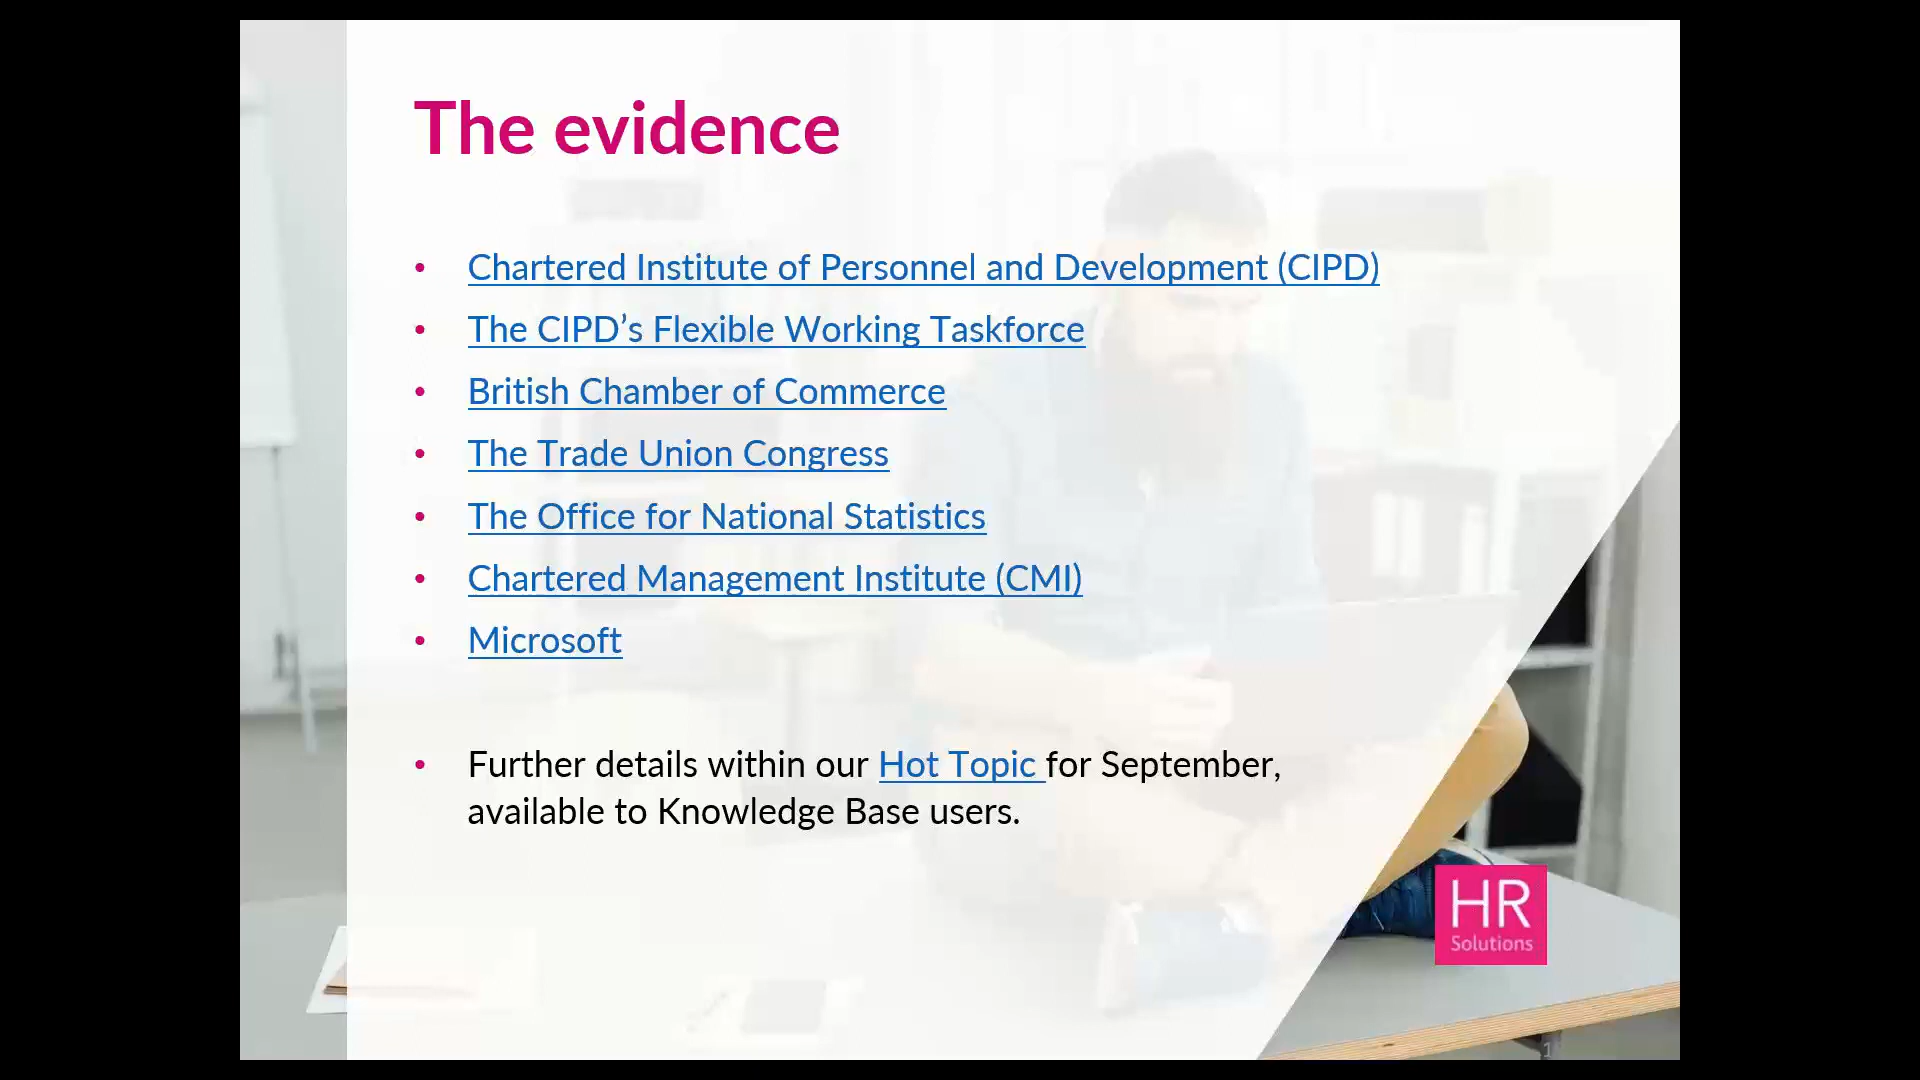 The evidence
• Chartered Institute of Personnel and Development (CIPD)
• The CIPD’s Flexible Working Taskforce
• British Chamber of Commerce
• The Trade Union Congress
• The Office for National Statistics
• Chartered Management Institute (CMI)
• Microsoft
• Further details within our Hot Topic for September,
available to Knowledge Base users.
HR
Solutions